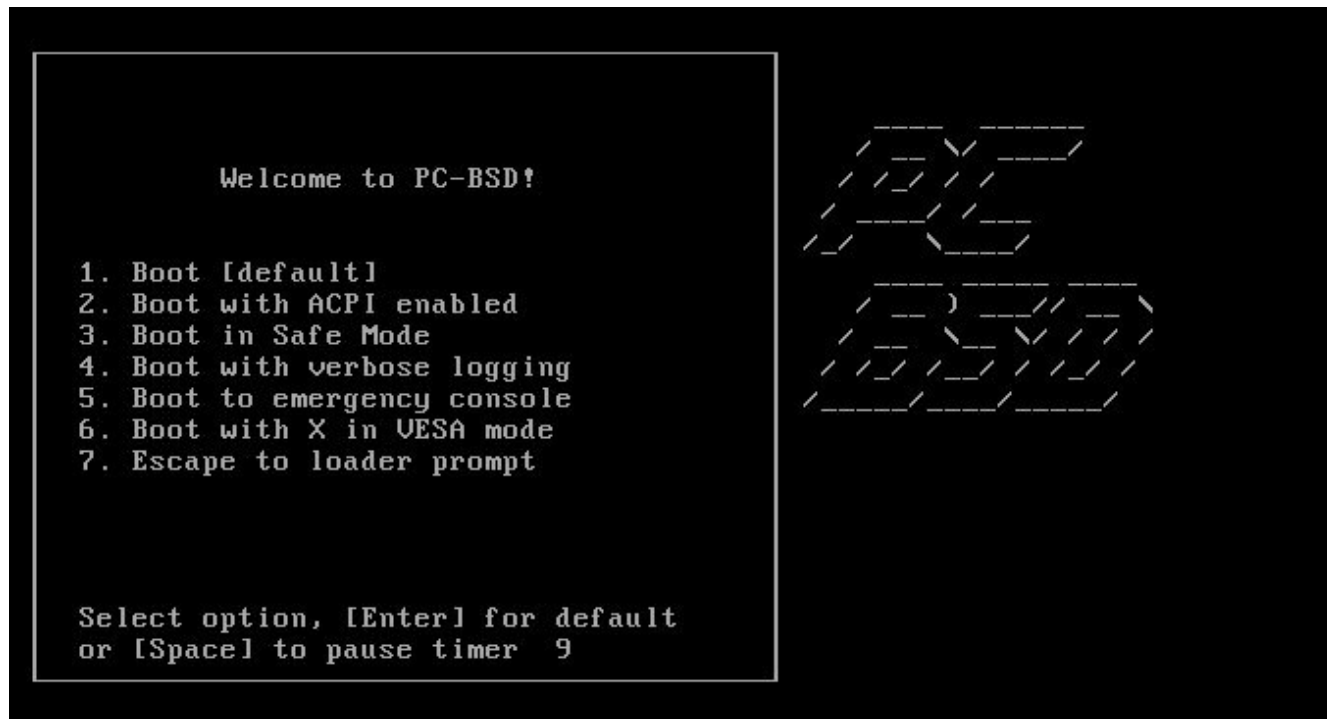 Welcome to PC-BSD!
1. Boot [default]
2. Boot with ACPI enabled
3. Boot in Safe Mode
4. Boot with verbose logging
5. Boot to emergency console
6. Boot with X in VESA mode
7. Escape to loader prompt
Select option, [Enter] for default
or [Space] to pause timer  9
PC
BSD